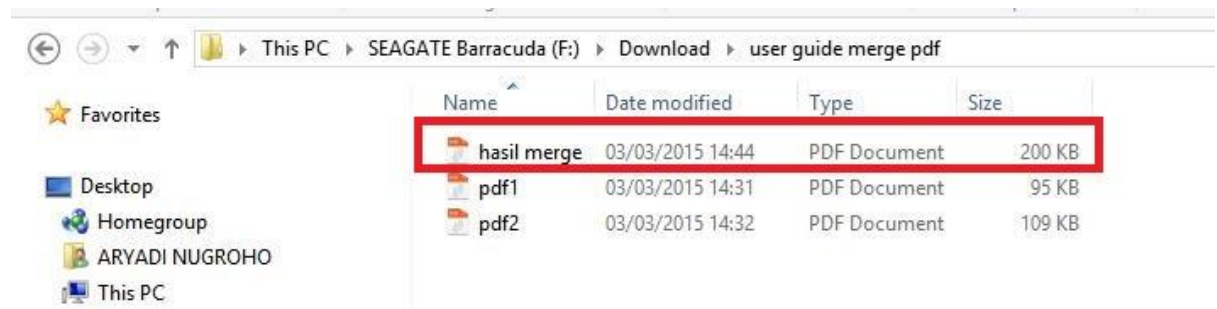 This PC SEAGATE Barracuda (F:) Download user guide merge pdf
Name Date modified Type Size
Favorites
hasil merge 03/03/2015 14:44 PDF Document 200 KB
Desktop
pdf1 03/03/2015 14:31 PDF Document 95 KB
Homegroup
pdf2 03/03/2015 14:32 PDF Document 109 KB
ARYADI NUGROHO
This PC